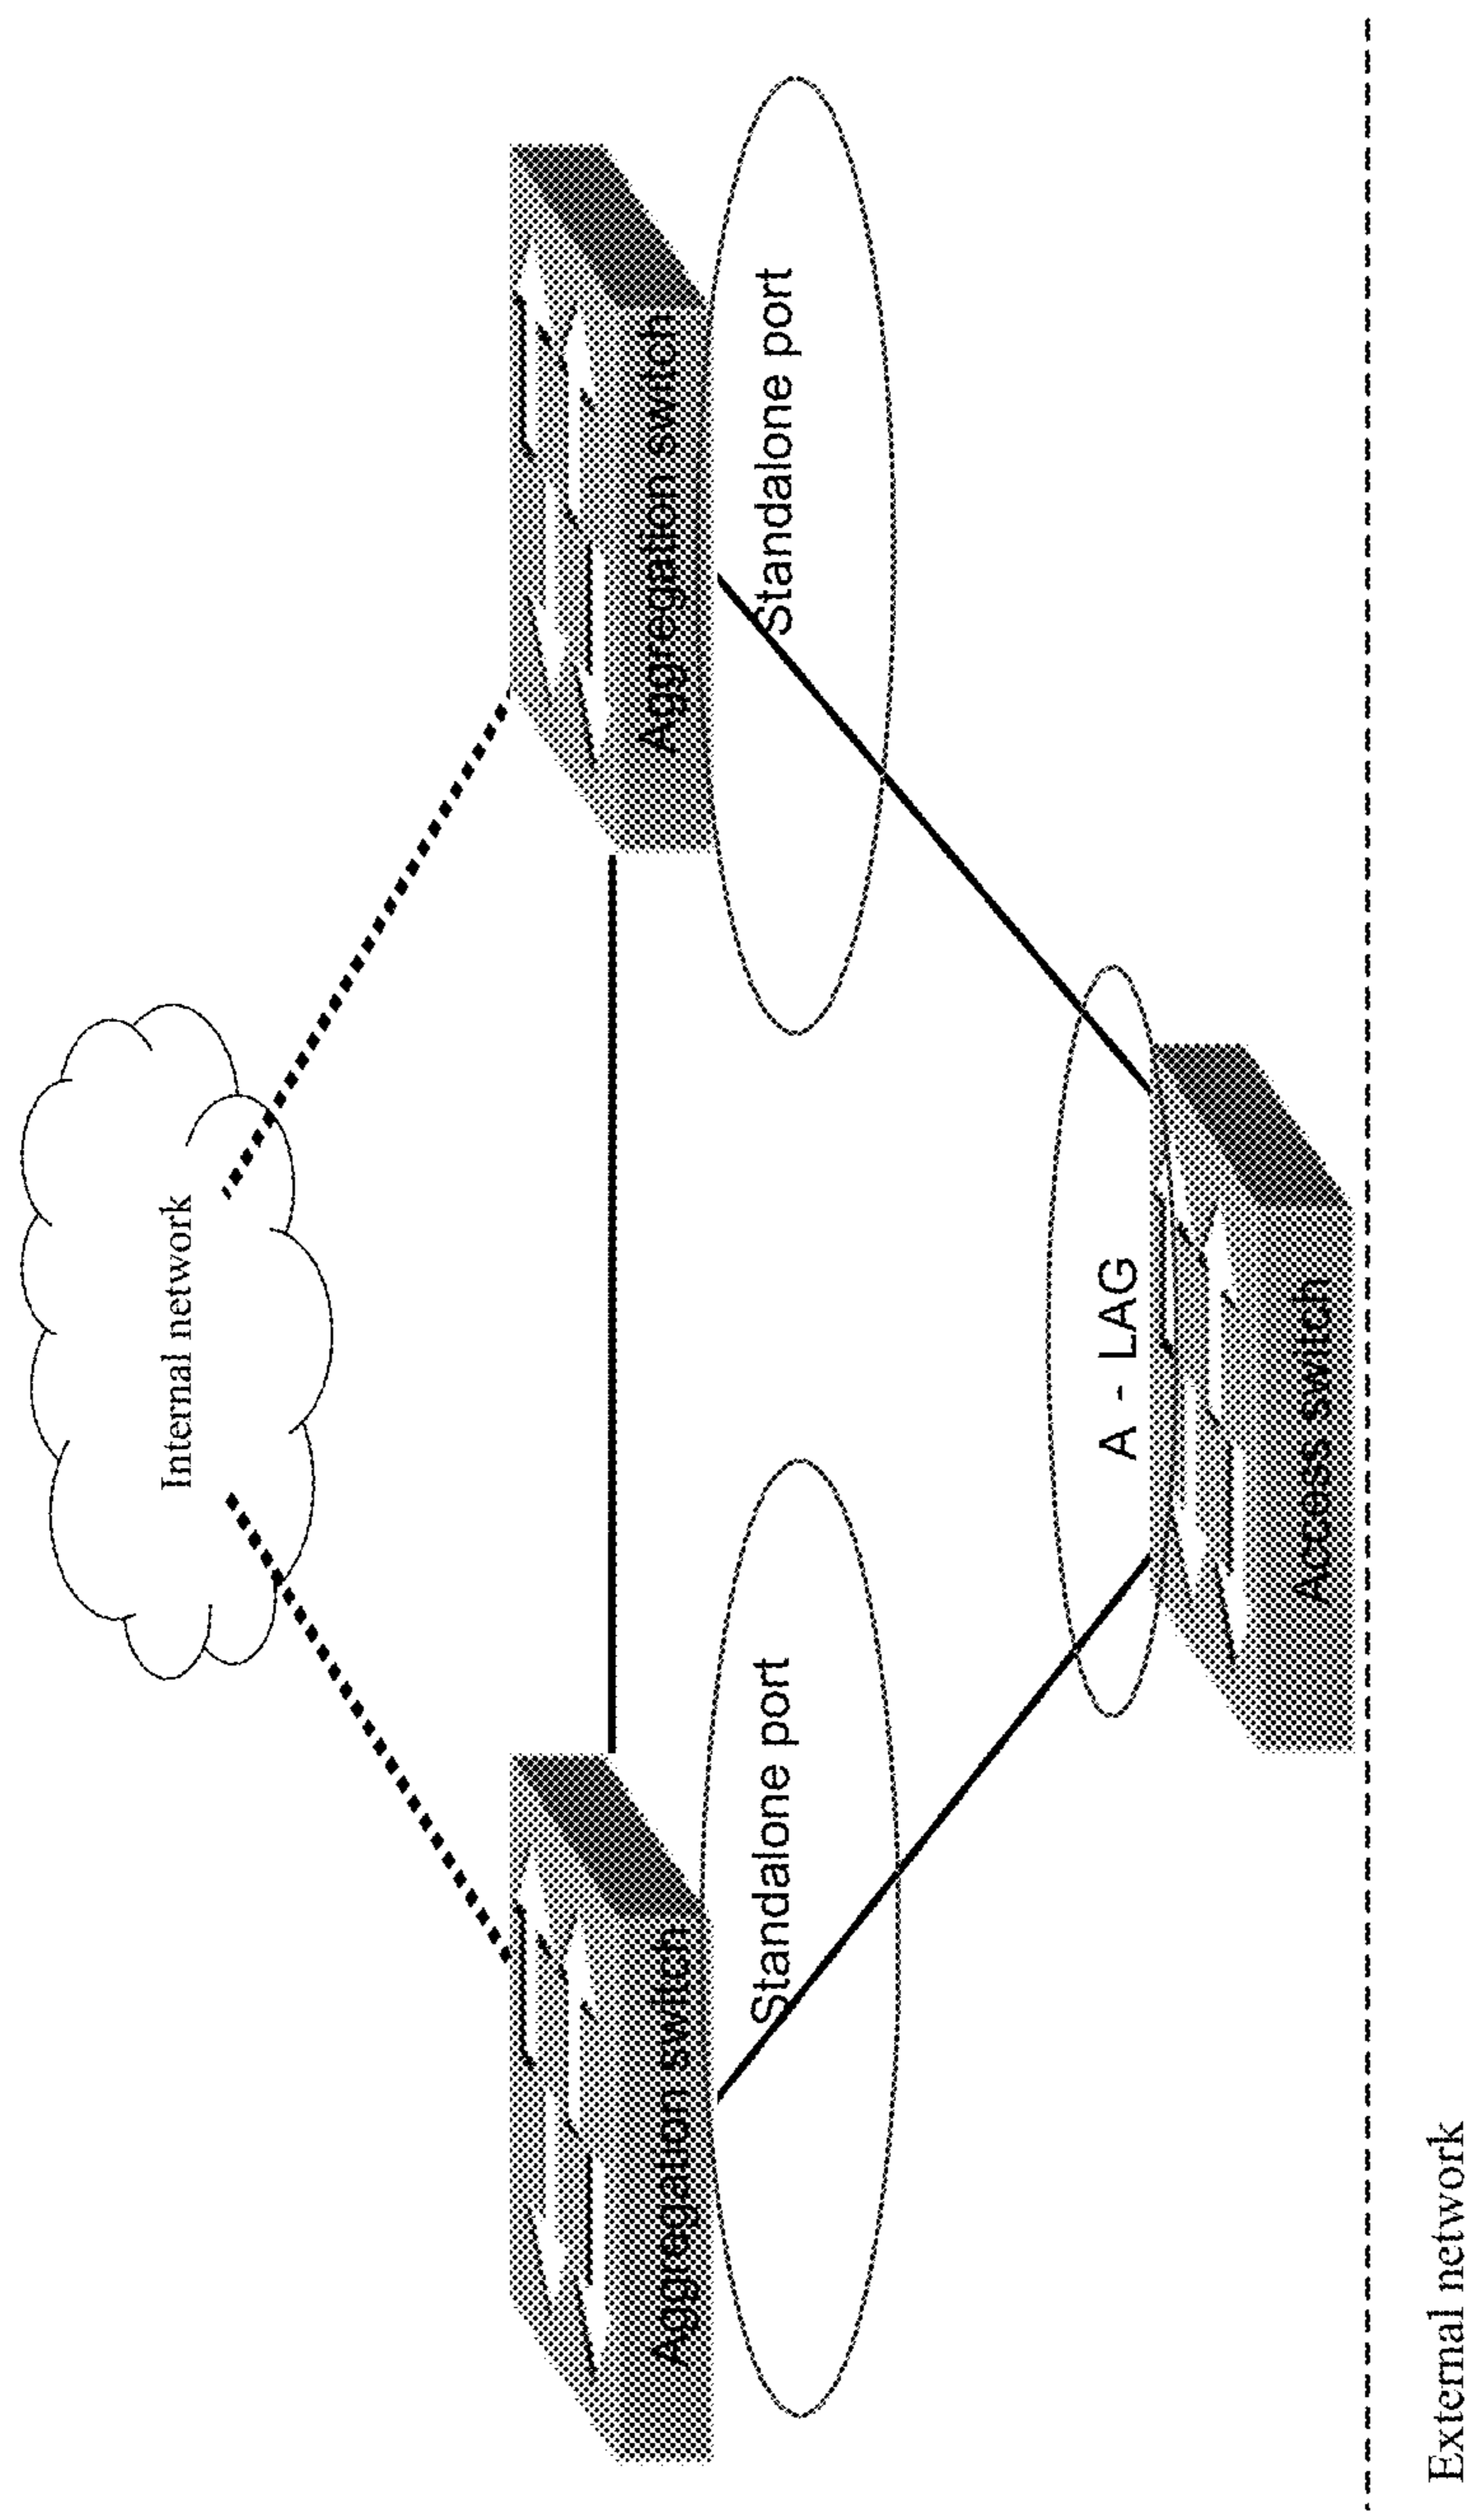 Internal network
Aggregation switch
Aggregation switch
Standalone port
Standalone port
A - LAG
Access switch
External network